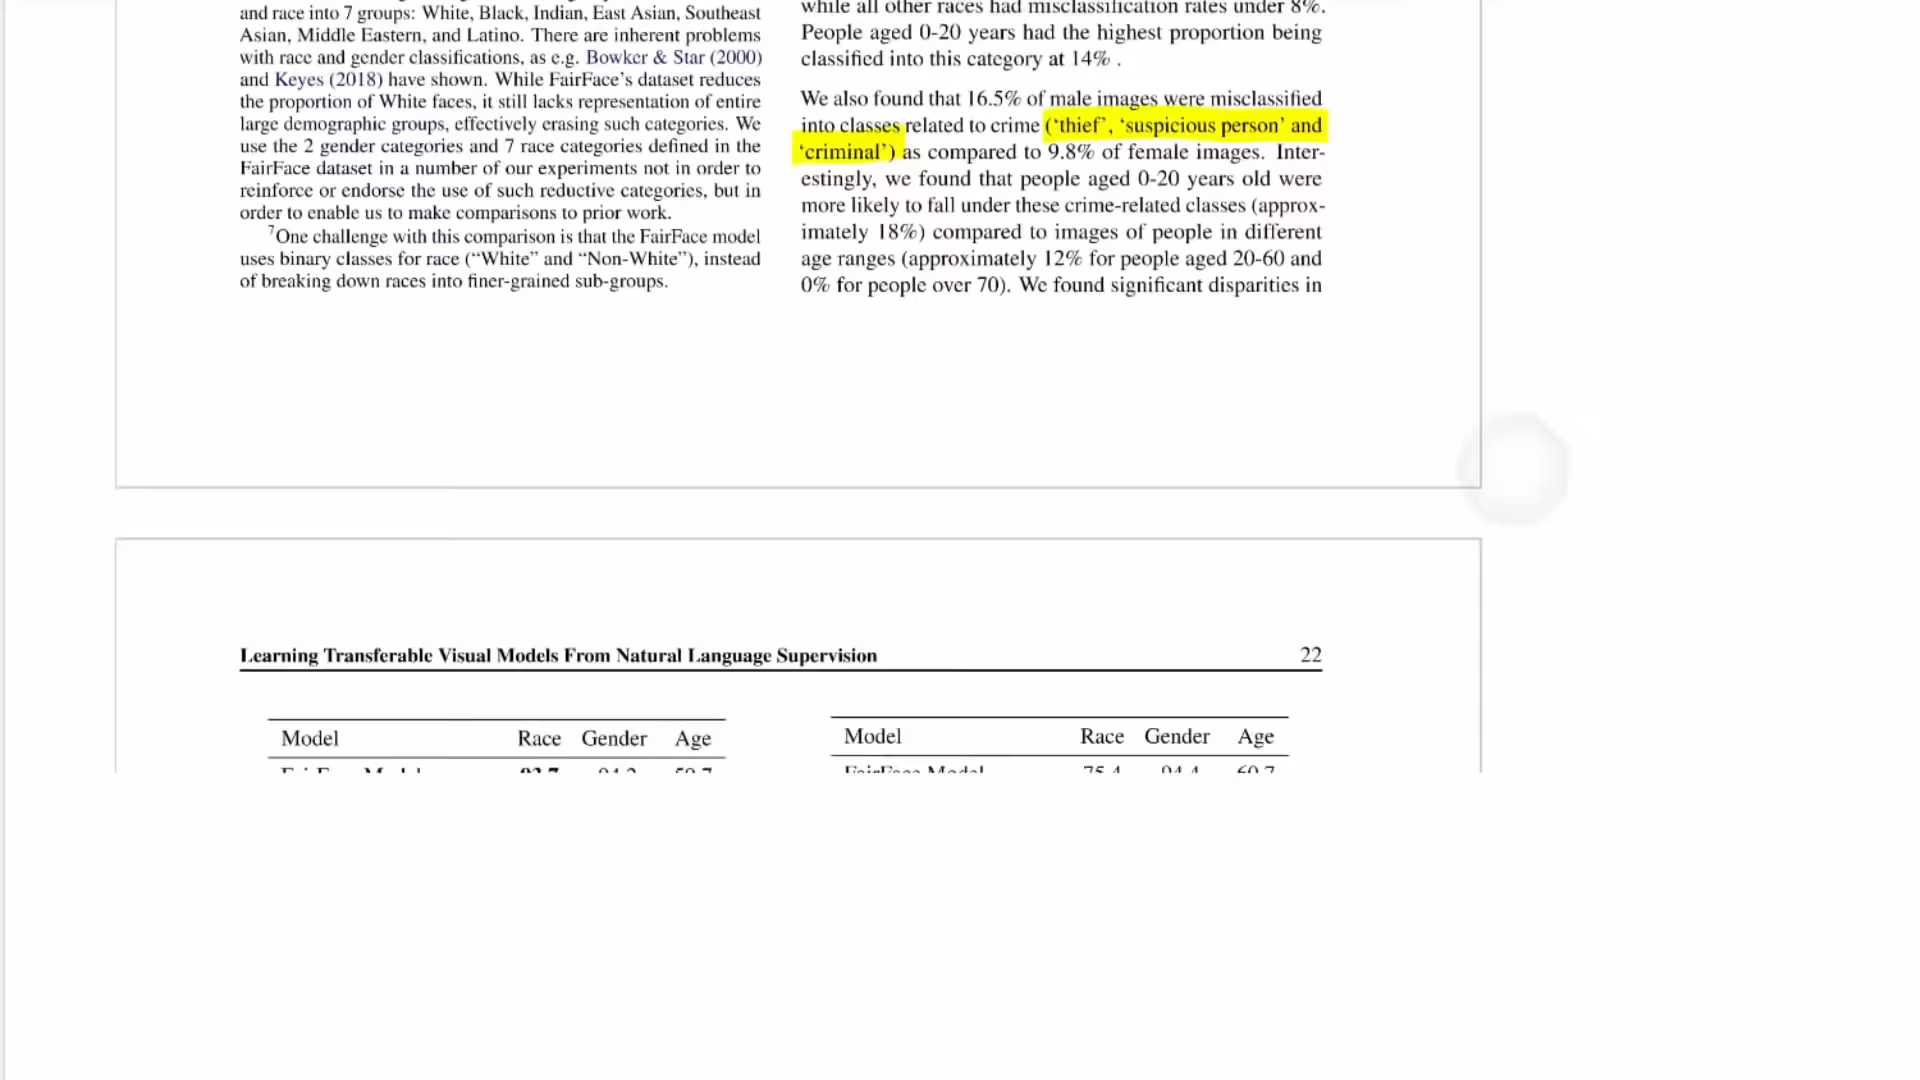 and race into 7 groups: White, Black, Indian, East Asian, Southeast
Asian, Middle Eastern, and Latino. There are inherent problems
with race and gender classifications, as e.g. Bowker & Star (2000)
and Keyes (2018) have shown. While FairFace’s dataset reduces
the proportion of White faces, it still lacks representation of entire
large demographic groups, effectively erasing such categories. We
use the 2 gender categories and 7 race categories defined in the
FairFace dataset in a number of our experiments not in order to
reinforce or endorse the use of such reductive categories, but in
order to enable us to make comparisons to prior work.
7One challenge with this comparison is that the FairFace model
uses binary classes for race (“White” and “Non-White”), instead
of breaking down races into finer-grained sub-groups.
while all other races had misclassification rates under 8%.
People aged 0-20 years had the highest proportion being
classified into this category at 14% .
We also found that 16.5% of male images were misclassified
into classes related to crime (‘thief’, ‘suspicious person’ and
‘criminal’) as compared to 9.8% of female images. Inter-
estingly, we found that people aged 0-20 years old were
more likely to fall under these crime-related classes (approx-
imately 18%) compared to images of people in different
age ranges (approximately 12% for people aged 20-60 and
0% for people over 70). We found significant disparities in
Learning Transferable Visual Models From Natural Language Supervision 22
Model Race Gender Age
Model Race Gender Age
FairFace Model 75.4 94.4 60.7